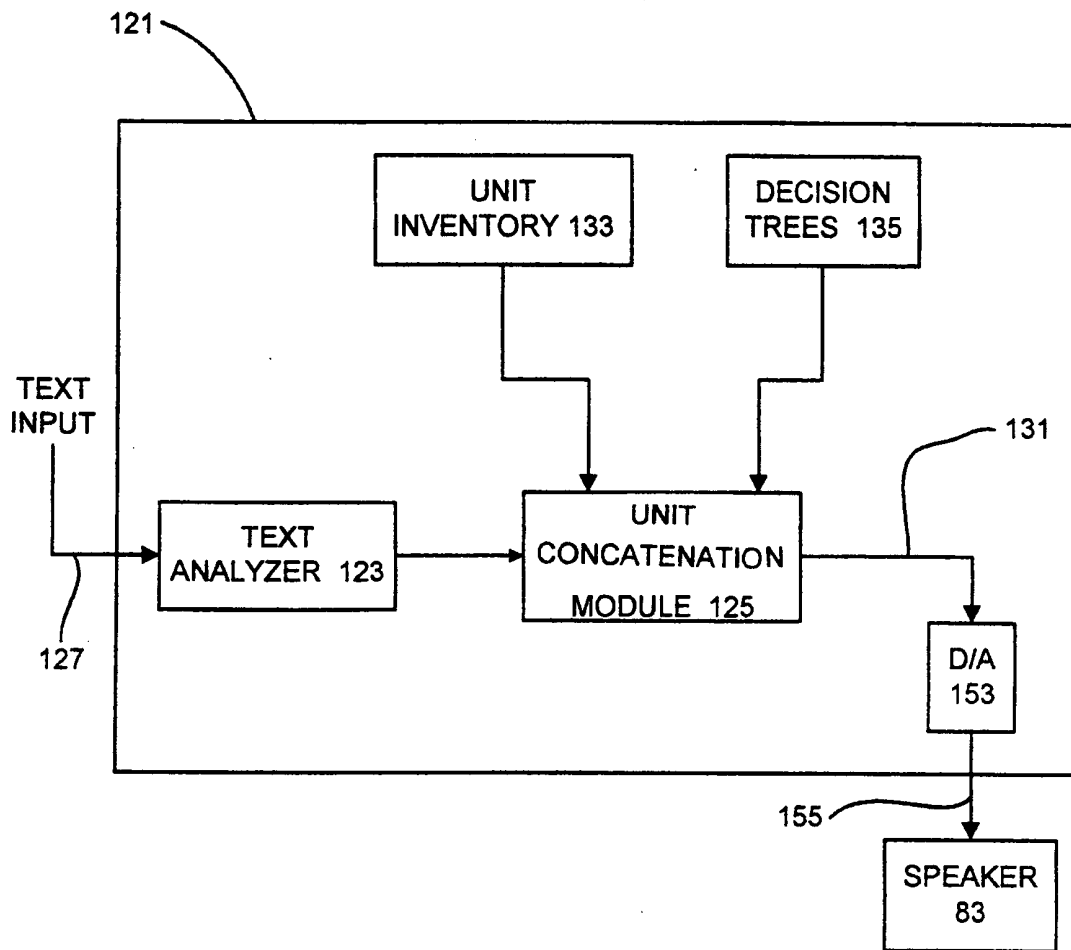 121
UNIT
INVENTORY 133
DECISION
TREES 135
TEXT
INPUT
131
TEXT
ANALYZER 123
UNIT
CONCATENATION
MODULE 125
127
D/A
153
155
SPEAKER
83